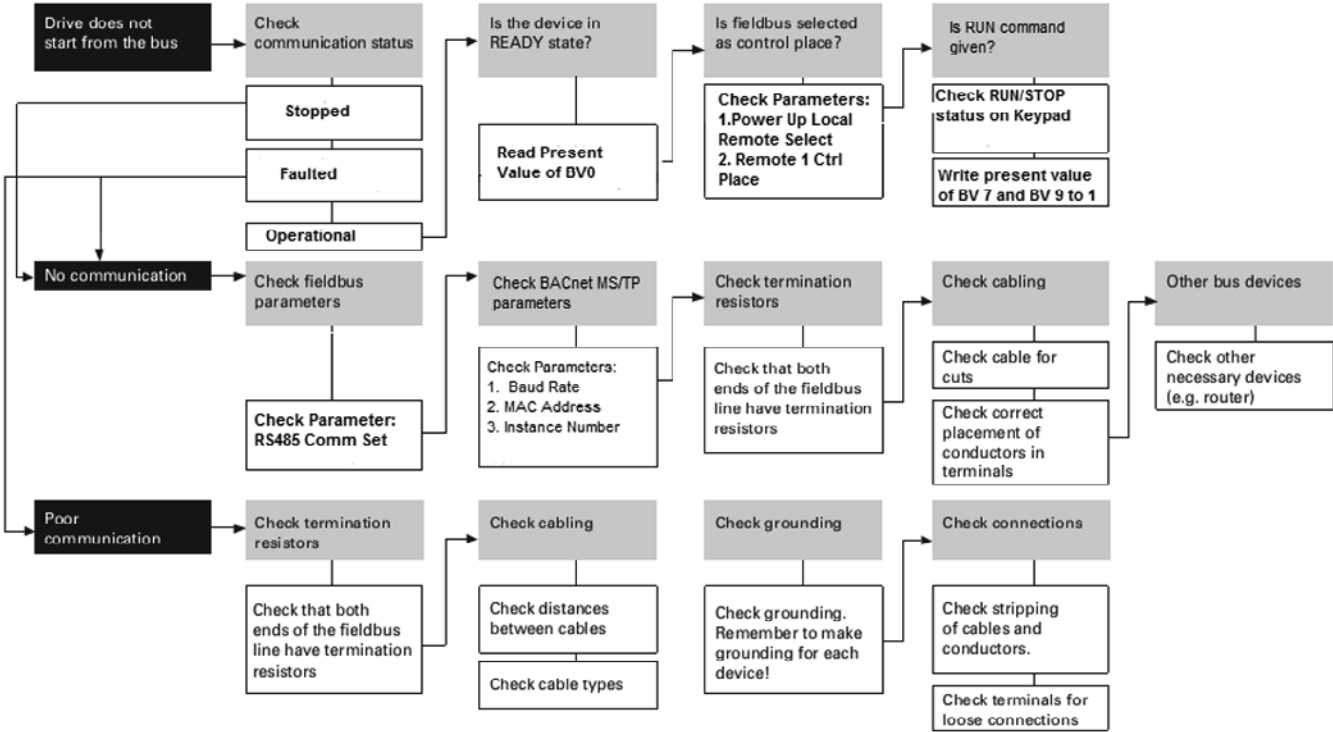 Drive does not
start from the bus
Check
communication status
Stopped
Faulted
Operational
Is the device in
READY state?
Read Present
Value of BV0
Is fieldbus selected
as control place?
Check Parameters:
1.Power Up Local
Remote Select
2. Remote 1 Ctrl
Place
Is RUN command
given?
Check RUN/STOP
status on Keypad
Write present value
of BV 7 and BV 9 to 1
No communication
Check fieldbus
parameters
Check Parameter:
RS485 Comm Set
Check BACnet MS/TP
parameters
Check Parameters:
1. Baud Rate
2. MAC Address
3. Instance Number
Check termination
resistors
Check that both
ends of the fieldbus
line have termination
resistors
Check cabling
Check cable for
cuts
Check correct
placement of
conductors in
terminals
Other bus devices
Check other
necessary devices
(e.g. router)
Poor
communication
Check termination
resistors
Check that both
ends of the fieldbus
line have termination
resistors
Check cabling
Check distances
between cables
Check cable types
Check grounding
Check grounding.
Remember to make
grounding for each
device!
Check connections
Check stripping
of cables and
conductors.
Check terminals for
loose connections